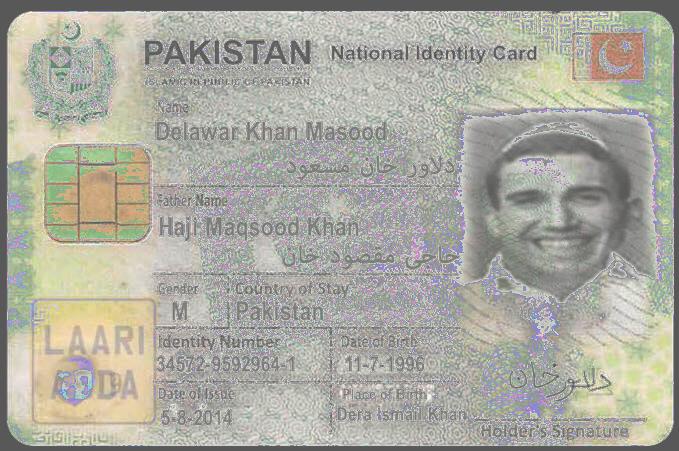 PAKISTAN National Identity Card
ISLAMIC REPUBLIC OF PAKISTAN
Name
Delawar Khan Masood
دلاور خان مسعود
Father Name
Haji Maqsood Khan
حاجی مقصود خان
Gender Country of Stay
M Pakistan
Identity Number Date of Birth
34572-9592964-1 11-7-1996
Date of Issue Place of Birth
5-8-2014 Dera Ismail Khan
LAARI
ADDA
دلاور خان
Holder's Signature